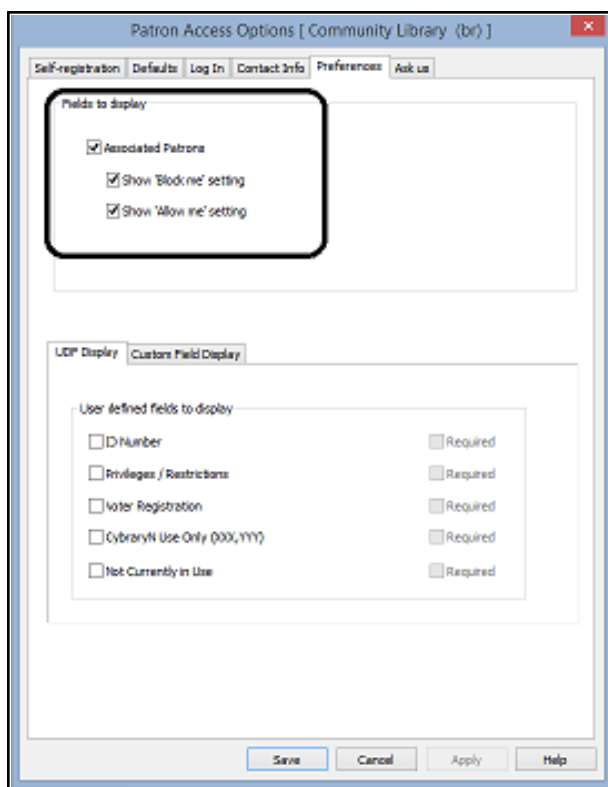 Patron Access Options [ Community Library (br) ]
Self-registration Defaults Log In Contact Info Preferences Ask us
Fields to display
Associated Patrons
Show 'Block me' setting
Show 'Allow me' setting
UDF Display Custom Field Display
User defined fields to display
ID Number Required
Privileges / Restrictions Required
Voter Registration Required
CybraryN Use Only (XXX,YYY) Required
Not Currently in Use Required
Save Cancel Apply Help